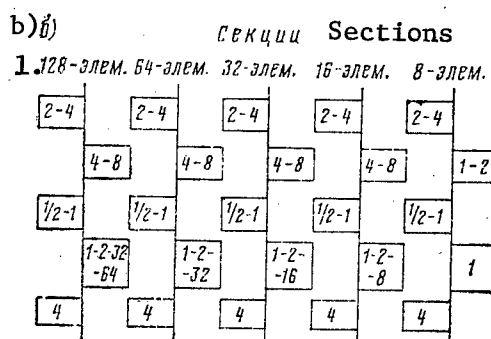 b) в) Секции Sections
1. 128-элем. 64-элем. 32-элем. 16-элем. 8-элем.
2-4 2-4 2-4 2-4 2-4
4-8 4-8 4-8 4-8 1-2
1/2-1 1/2-1 1/2-1 1/2-1 1/2-1
1-2-32 1-2- 1-2- 1-2- 1
-64 -32 -16 -8
4 4 4 4 4